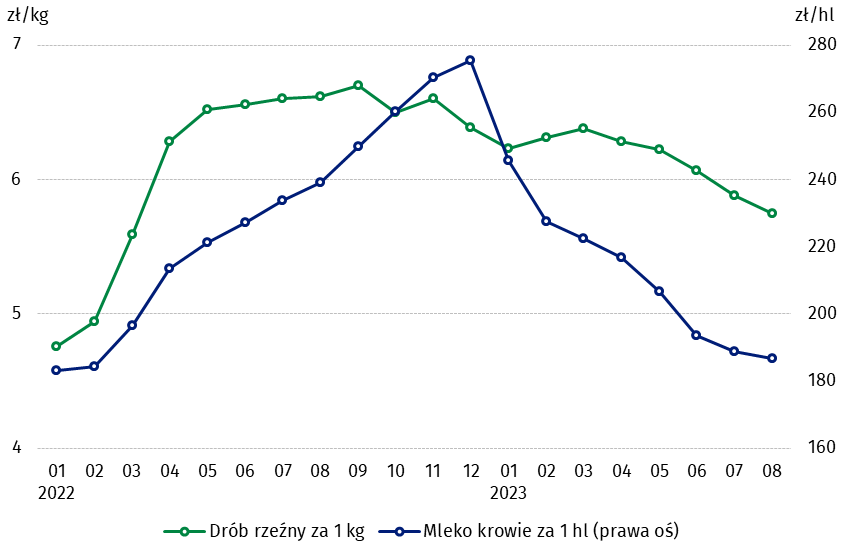 zł/kg zł/hl
7 280
260
6 240
220
5 200
180
4 160
01 02 03 04 05 06 07 08 09 10 11 12 01 02 03 04 05 06 07 08
2022 2023
Drób rzeźny za 1 kg Mleko krowie za 1 hl (prawa oś)